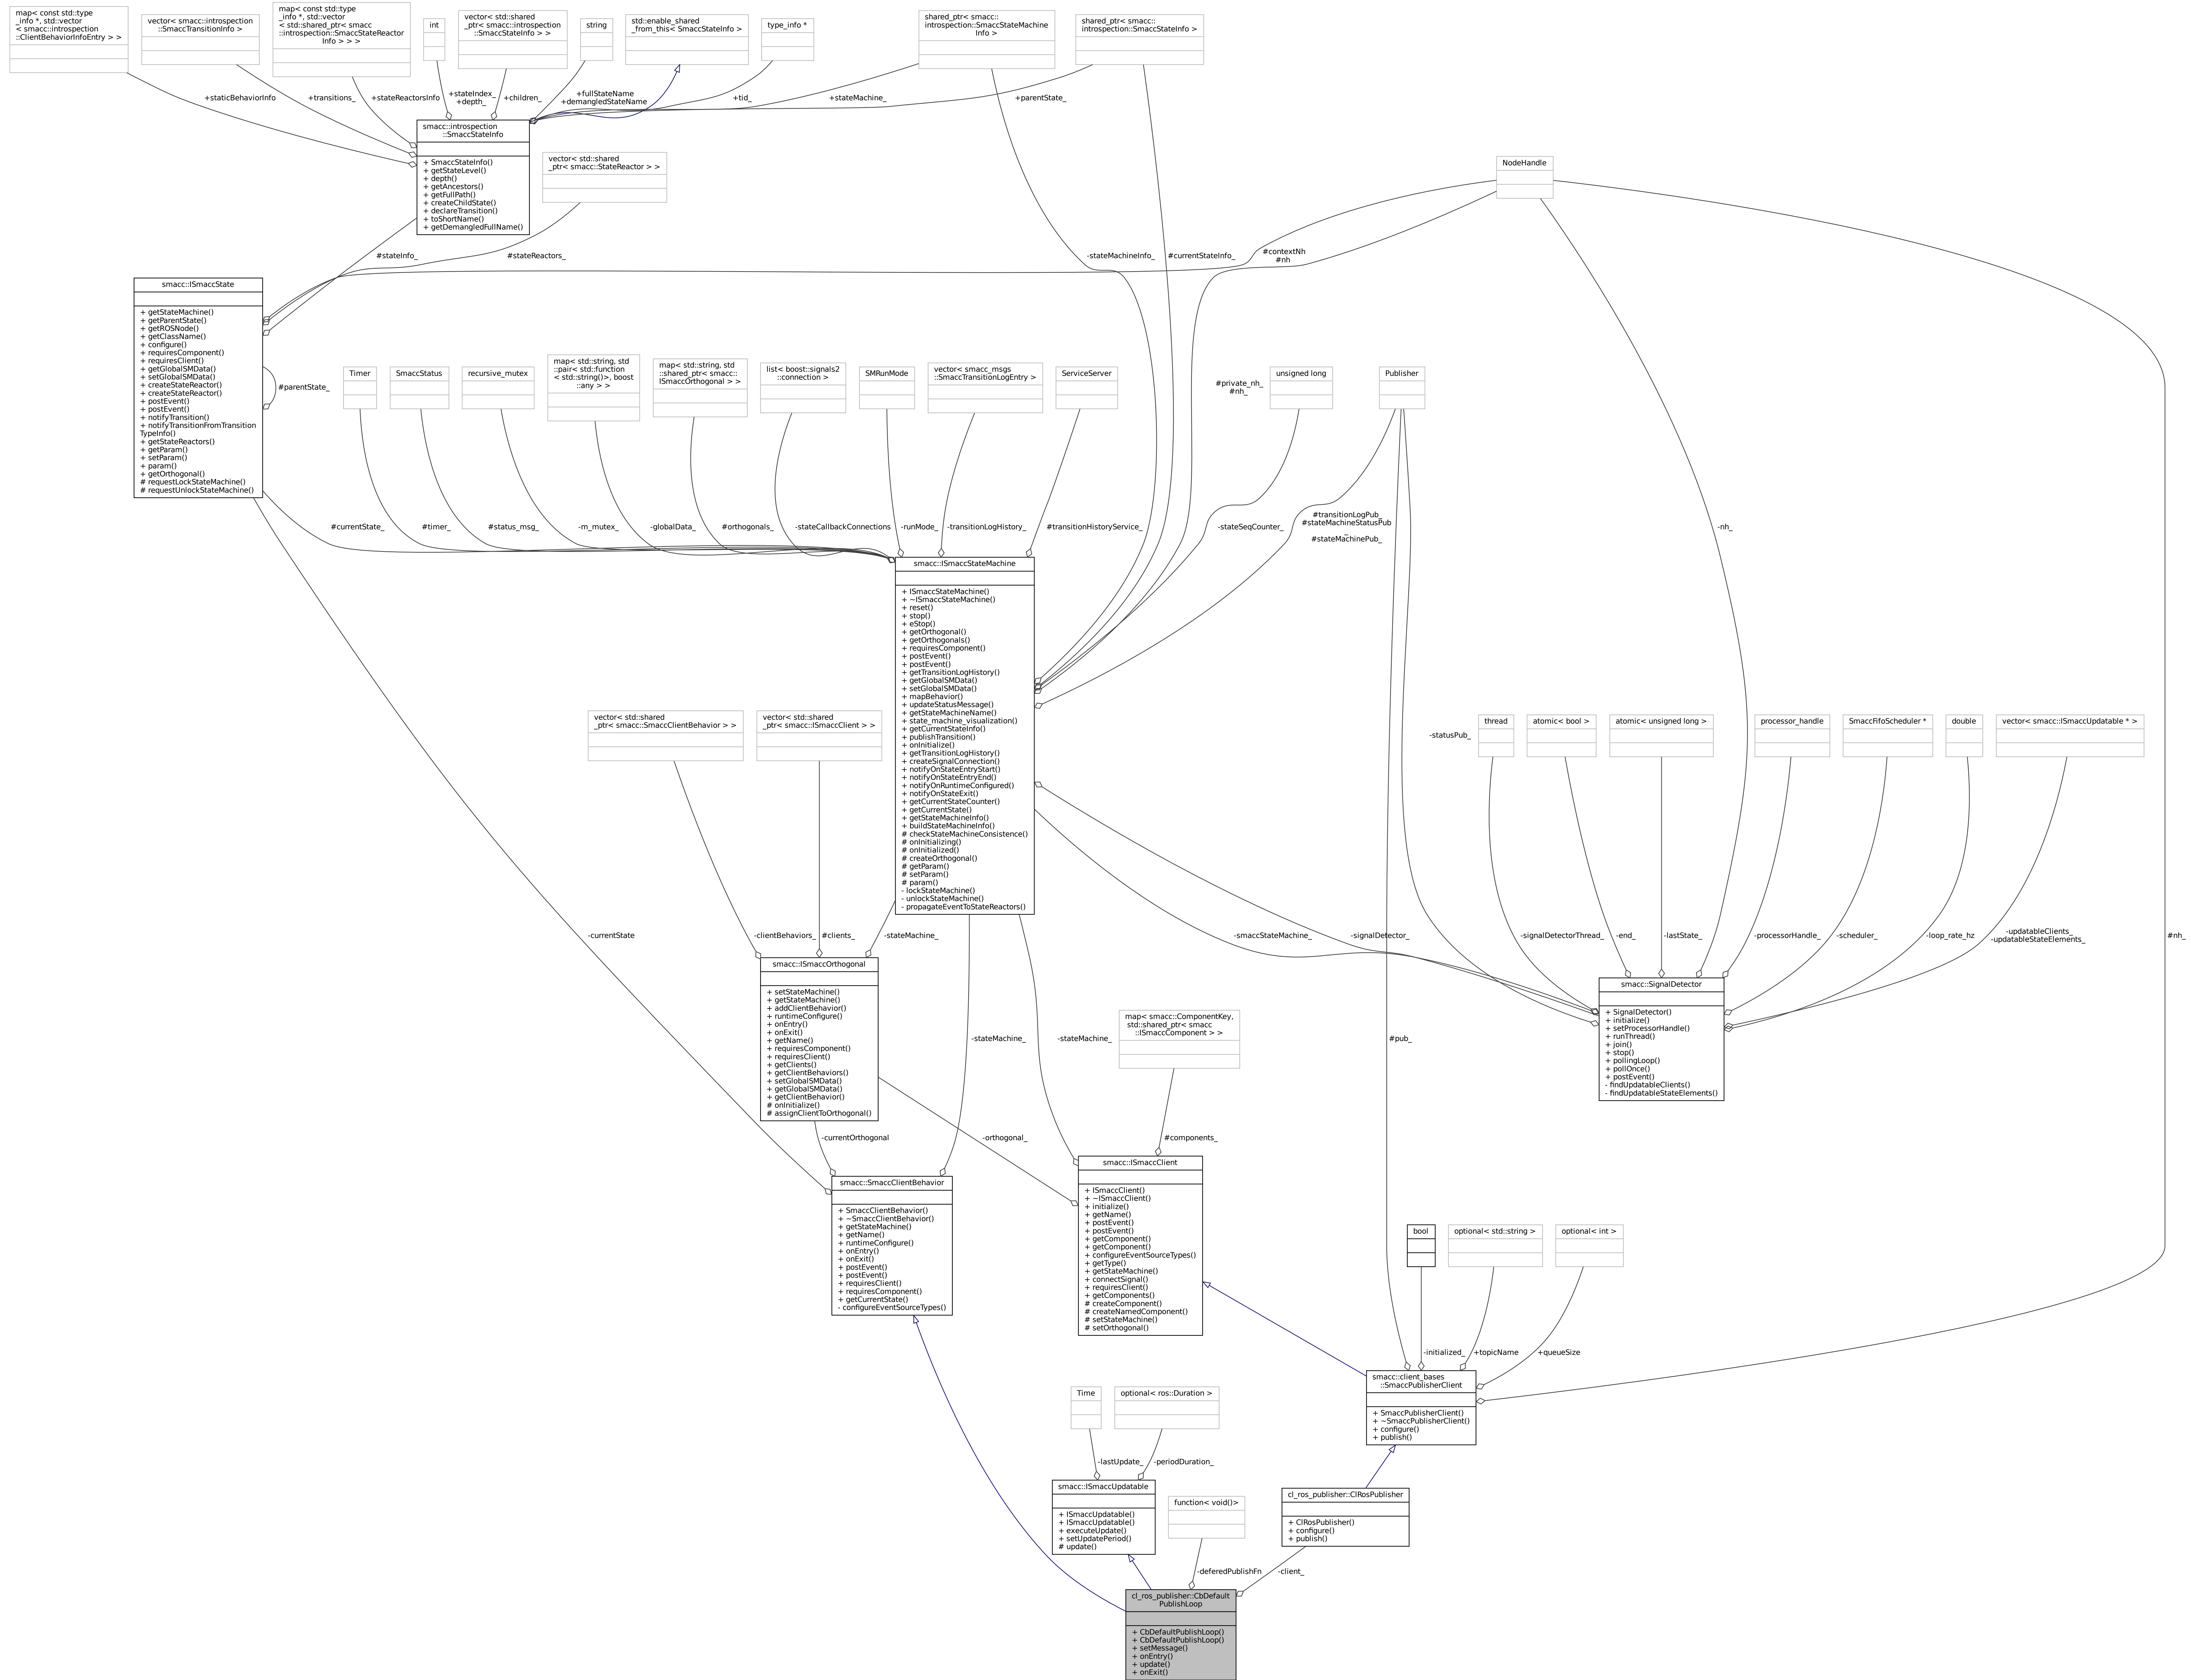 map< const std::type
_info *, std::vector
< smacc::introspection
::ClientBehaviorInfoEntry > >
vector< smacc::introspection
::SmaccTransitionInfo >
map< const std::type
_info *, std::vector
< std::shared_ptr< smacc
::introspection::SmaccStateReactor
Info > > >
int
vector< std::shared
_ptr< smacc::introspection
::SmaccStateInfo > >
string
std::enable_shared
_from_this< SmaccStateInfo >
type_info *
shared_ptr< smacc::
introspection::SmaccStateMachine
Info >
shared_ptr< smacc::
introspection::SmaccStateInfo >
+staticBehaviorInfo
+transitions_
+stateReactorsInfo
+stateIndex_
+depth_
+children_
+fullStateName
+demangledStateName
+tid_
+stateMachine_
+parentState_
smacc::introspection
::SmaccStateInfo
+ SmaccStateInfo()
+ getStateLevel()
+ depth()
+ getAncestors()
+ getFullPath()
+ createChildState()
+ declareTransition()
+ toShortName()
+ getDemangledFullName()
vector< std::shared
_ptr< smacc::StateReactor > >
NodeHandle
#stateInfo_
#stateReactors_
-stateMachineInfo_
#currentStateInfo_
#contextNh
#nh
smacc::ISmaccState
+ getStateMachine()
+ getParentState()
+ getROSNode()
+ getClassName()
+ configure()
+ requiresComponent()
+ requiresClient()
+ getGlobalSMData()
+ setGlobalSMData()
+ createStateReactor()
+ createStateReactor()
+ postEvent()
+ postEvent()
+ notifyTransition()
+ notifyTransitionFromTransition
TypeInfo()
+ getStateReactors()
+ getParam()
+ setParam()
+ param()
+ getOrthogonal()
# requestLockStateMachine()
# requestUnlockStateMachine()
#parentState_
Timer
SmaccStatus
recursive_mutex
map< std::string, std
::pair< std::function
< std::string()>, boost
::any > >
map< std::string, std
::shared_ptr< smacc::
ISmaccOrthogonal > >
list< boost::signals2
::connection >
SMRunMode
vector< smacc_msgs
::SmaccTransitionLogEntry >
ServiceServer
#private_nh_
#nh_
unsigned long
Publisher
#currentState_
#timer_
#status_msg_
-m_mutex_
-globalData_
#orthogonals_
-stateCallbackConnections
-runMode_
-transitionLogHistory_
#transitionHistoryService_
-stateSeqCounter_
#transitionLogPub_
#stateMachineStatusPub
_
#stateMachinePub_
-nh_
smacc::ISmaccStateMachine
+ ISmaccStateMachine()
+ ~ISmaccStateMachine()
+ reset()
+ stop()
+ eStop()
+ getOrthogonal()
+ getOrthogonals()
+ requiresComponent()
+ postEvent()
+ postEvent()
+ getTransitionLogHistory()
+ getGlobalSMData()
+ setGlobalSMData()
+ mapBehavior()
+ updateStatusMessage()
+ getStateMachineName()
+ state_machine_visualization()
+ getCurrentStateInfo()
+ publishTransition()
+ onInitialize()
+ getTransitionLogHistory()
+ createSignalConnection()
+ notifyOnStateEntryStart()
+ notifyOnStateEntryEnd()
+ notifyOnRuntimeConfigured()
+ notifyOnStateExit()
+ getCurrentStateCounter()
+ getCurrentState()
+ getStateMachineInfo()
+ buildStateMachineInfo()
# checkStateMachineConsistence()
# onInitializing()
# onInitialized()
# createOrthogonal()
# getParam()
# setParam()
# param()
- lockStateMachine()
- unlockStateMachine()
- propagateEventToStateReactors()
vector< std::shared
_ptr< smacc::SmaccClientBehavior > >
vector< std::shared
_ptr< smacc::ISmaccClient > >
-statusPub_
thread
atomic< bool >
atomic< unsigned long >
processor_handle
SmaccFifoScheduler *
double
vector< smacc::ISmaccUpdatable * >
-currentState
-clientBehaviors_
#clients_
-stateMachine_
-smaccStateMachine_
-signalDetector_
-signalDetectorThread_
-end_
-lastState_
-processorHandle_
-scheduler_
-loop_rate_hz
-updatableClients_
-updatableStateElements_
#nh_
smacc::ISmaccOrthogonal
+ setStateMachine()
+ getStateMachine()
+ addClientBehavior()
+ runtimeConfigure()
+ onEntry()
+ onExit()
+ getName()
+ requiresComponent()
+ requiresClient()
+ getClients()
+ getClientBehaviors()
+ setGlobalSMData()
+ getGlobalSMData()
+ getClientBehavior()
# onInitialize()
# assignClientToOrthogonal()
smacc::SignalDetector
+ SignalDetector()
+ initialize()
+ setProcessorHandle()
+ runThread()
+ join()
+ stop()
+ pollingLoop()
+ pollOnce()
+ postEvent()
- findUpdatableClients()
- findUpdatableStateElements()
-stateMachine_
-stateMachine_
map< smacc::ComponentKey,
std::shared_ptr< smacc
::ISmaccComponent > >
#pub_
-currentOrthogonal
-orthogonal_
#components_
smacc::SmaccClientBehavior
+ SmaccClientBehavior()
+ ~SmaccClientBehavior()
+ getStateMachine()
+ getName()
+ runtimeConfigure()
+ onEntry()
+ onExit()
+ postEvent()
+ postEvent()
+ requiresClient()
+ requiresComponent()
+ getCurrentState()
- configureEventSourceTypes()
smacc::ISmaccClient
+ ISmaccClient()
+ ~ISmaccClient()
+ initialize()
+ getName()
+ postEvent()
+ postEvent()
+ getComponent()
+ getComponent()
+ configureEventSourceTypes()
+ getType()
+ getStateMachine()
+ connectSignal()
+ requiresClient()
+ getComponents()
# createComponent()
# createNamedComponent()
# setStateMachine()
# setOrthogonal()
bool
optional< std::string >
optional< int >
-initialized_
+topicName
+queueSize
smacc::client_bases
::SmaccPublisherClient
+ SmaccPublisherClient()
+ ~SmaccPublisherClient()
+ configure()
+ publish()
Time
optional< ros::Duration >
-lastUpdate_
-periodDuration_
smacc::ISmaccUpdatable
+ ISmaccUpdatable()
+ ISmaccUpdatable()
+ executeUpdate()
+ setUpdatePeriod()
# update()
function< void()>
cl_ros_publisher::ClRosPublisher
+ ClRosPublisher()
+ configure()
+ publish()
-deferedPublishFn
-client_
cl_ros_publisher::CbDefault
PublishLoop
+ CbDefaultPublishLoop()
+ CbDefaultPublishLoop()
+ setMessage()
+ onEntry()
+ update()
+ onExit()